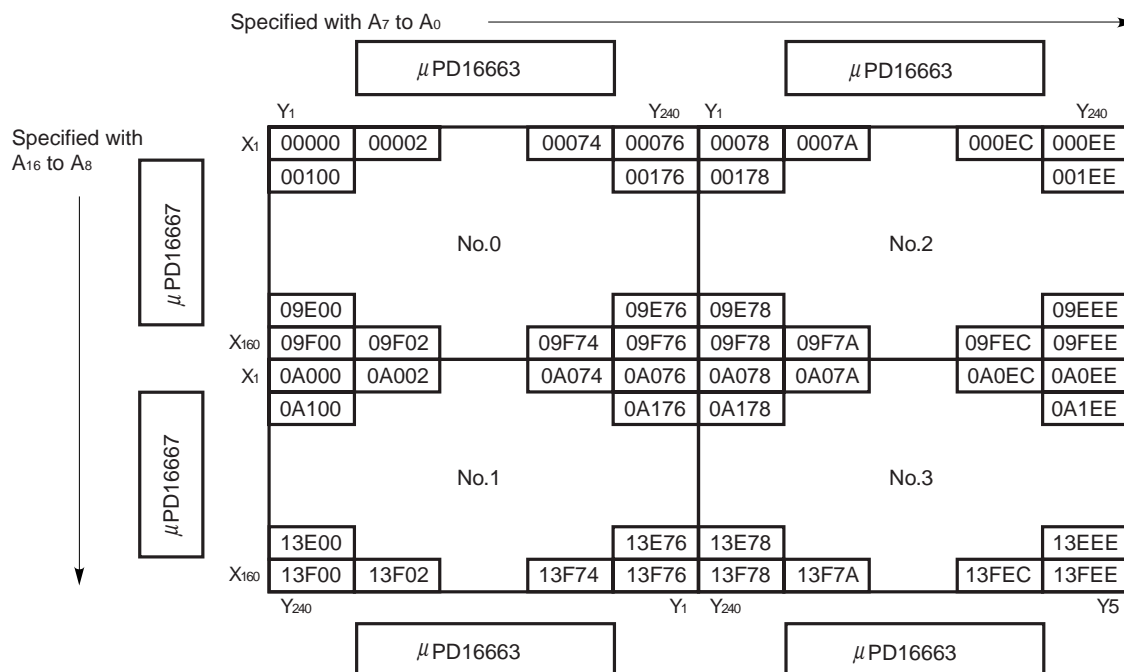 Specified with A7 to A0
μPD16663 μPD16663
Y1 Y240 Y1 Y240
Specified with
A16 to A8
X1 00000 00002 00074 00076 00078 0007A 000EC 000EE
00100 00176 00178 001EE
μPD16667
No.0 No.2
09E00 09E76 09E78 09EEE
X160 09F00 09F02 09F74 09F76 09F78 09F7A 09FEC 09FEE
X1 0A000 0A002 0A074 0A076 0A078 0A07A 0A0EC 0A0EE
0A100 0A176 0A178 0A1EE
μPD16667
No.1 No.3
13E00 13E76 13E78 13EEE
X160 13F00 13F02 13F74 13F76 13F78 13F7A 13FEC 13FEE
Y240 Y1 Y240 Y5
μPD16663 μPD16663